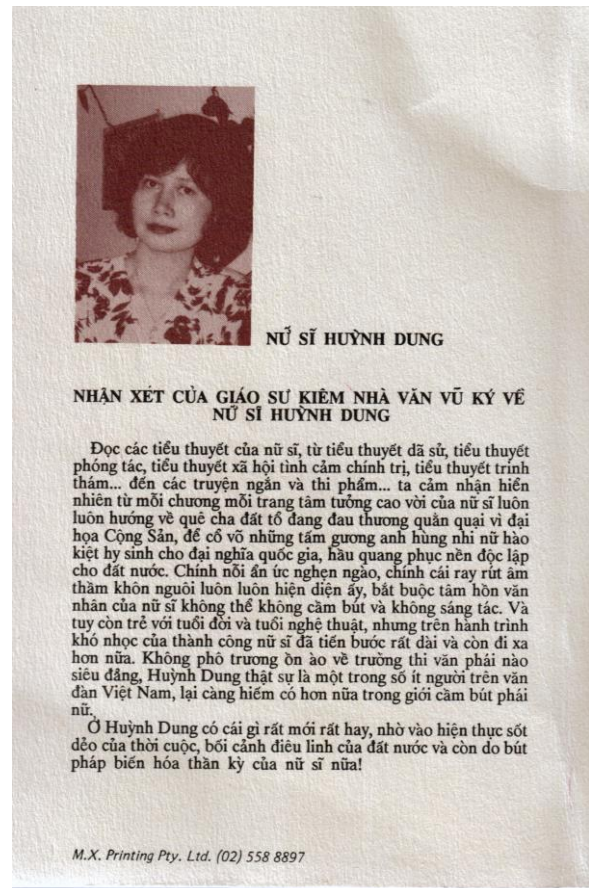 NỮ SĨ HUỲNH DUNG
NHẬN XÉT CỦA GIÁO SƯ KIÊM NHÀ VĂN VŨ KÝ VỀ
NỮ SĨ HUỲNH DUNG
Đọc các tiểu thuyết của nữ sĩ, từ tiểu thuyết dã sử, tiểu thuyết
phóng tác, tiểu thuyết xã hội tình cảm chính trị, tiểu thuyết trinh
thám... đến các truyện ngắn và thi phẩm... ta cảm nhận hiển
nhiên từ mỗi chương mỗi trang tâm tưởng cao vời của nữ sĩ luôn
luôn hướng về quê cha đất tổ đang đau thương quằn quại vì đại
họa Cộng Sản, để cổ võ những tấm gương anh hùng nhi nữ hào
kiệt hy sinh cho đại nghĩa quốc gia, hầu quang phục nền độc lập
cho đất nước. Chính nỗi ẩn ức nghẹn ngào, chính cái ray rứt âm
thầm khôn nguôi luôn luôn hiện diện ấy, bắt buộc tâm hồn văn
nhân của nữ sĩ không thể không cầm bút và không sáng tác. Và
tuy còn trẻ với tuổi đời và tuổi nghệ thuật, nhưng trên hành trình
khó nhọc của thành công nữ sĩ đã tiến bước rất dài và còn đi xa
hơn nữa. Không phô trương ồn ào về trường thi văn phái nào
siêu đẳng, Huỳnh Dung thật sự là một trong số ít người trên văn
đàn Việt Nam, lại càng hiếm có hơn nữa trong giới cầm bút phái
nữ.
Ở Huỳnh Dung có cái gì rất mới rất hay, nhờ vào hiện thực sốt
dẻo của thời cuộc, bối cảnh điêu linh của đất nước và còn do bút
pháp biến hóa thần kỳ của nữ sĩ nữa!
M.X. Printing Pty. Ltd. (02) 558 8897